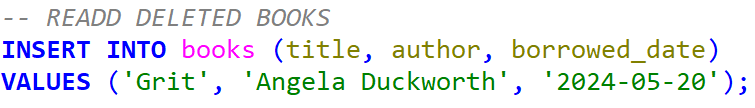 -- READD DELETED BOOKS
INSERT INTO books (title, author, borrowed_date)
VALUES ('Grit', 'Angela Duckworth', '2024-05-20');